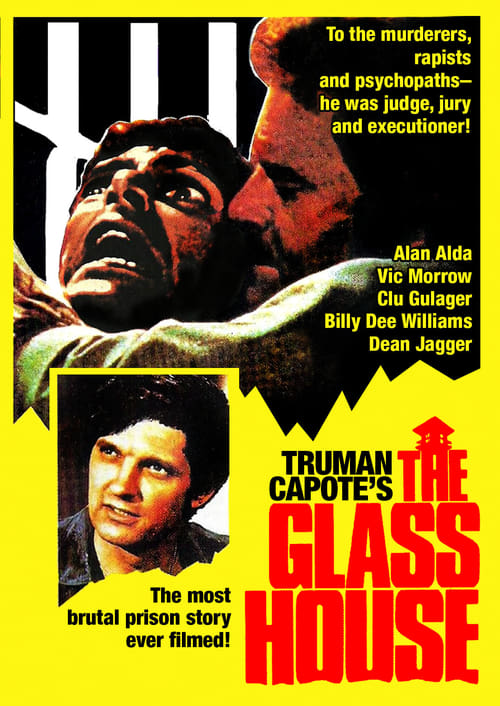 To the murderers,
rapists
and psychopaths—
he was judge, jury
and executioner!
Alan Alda
Vic Morrow
Clu Gulager
Billy Dee Williams
Dean Jagger
TRUMAN
CAPOTE'S
THE
GLASS
HOUSE
The most
brutal prison story
ever filmed!